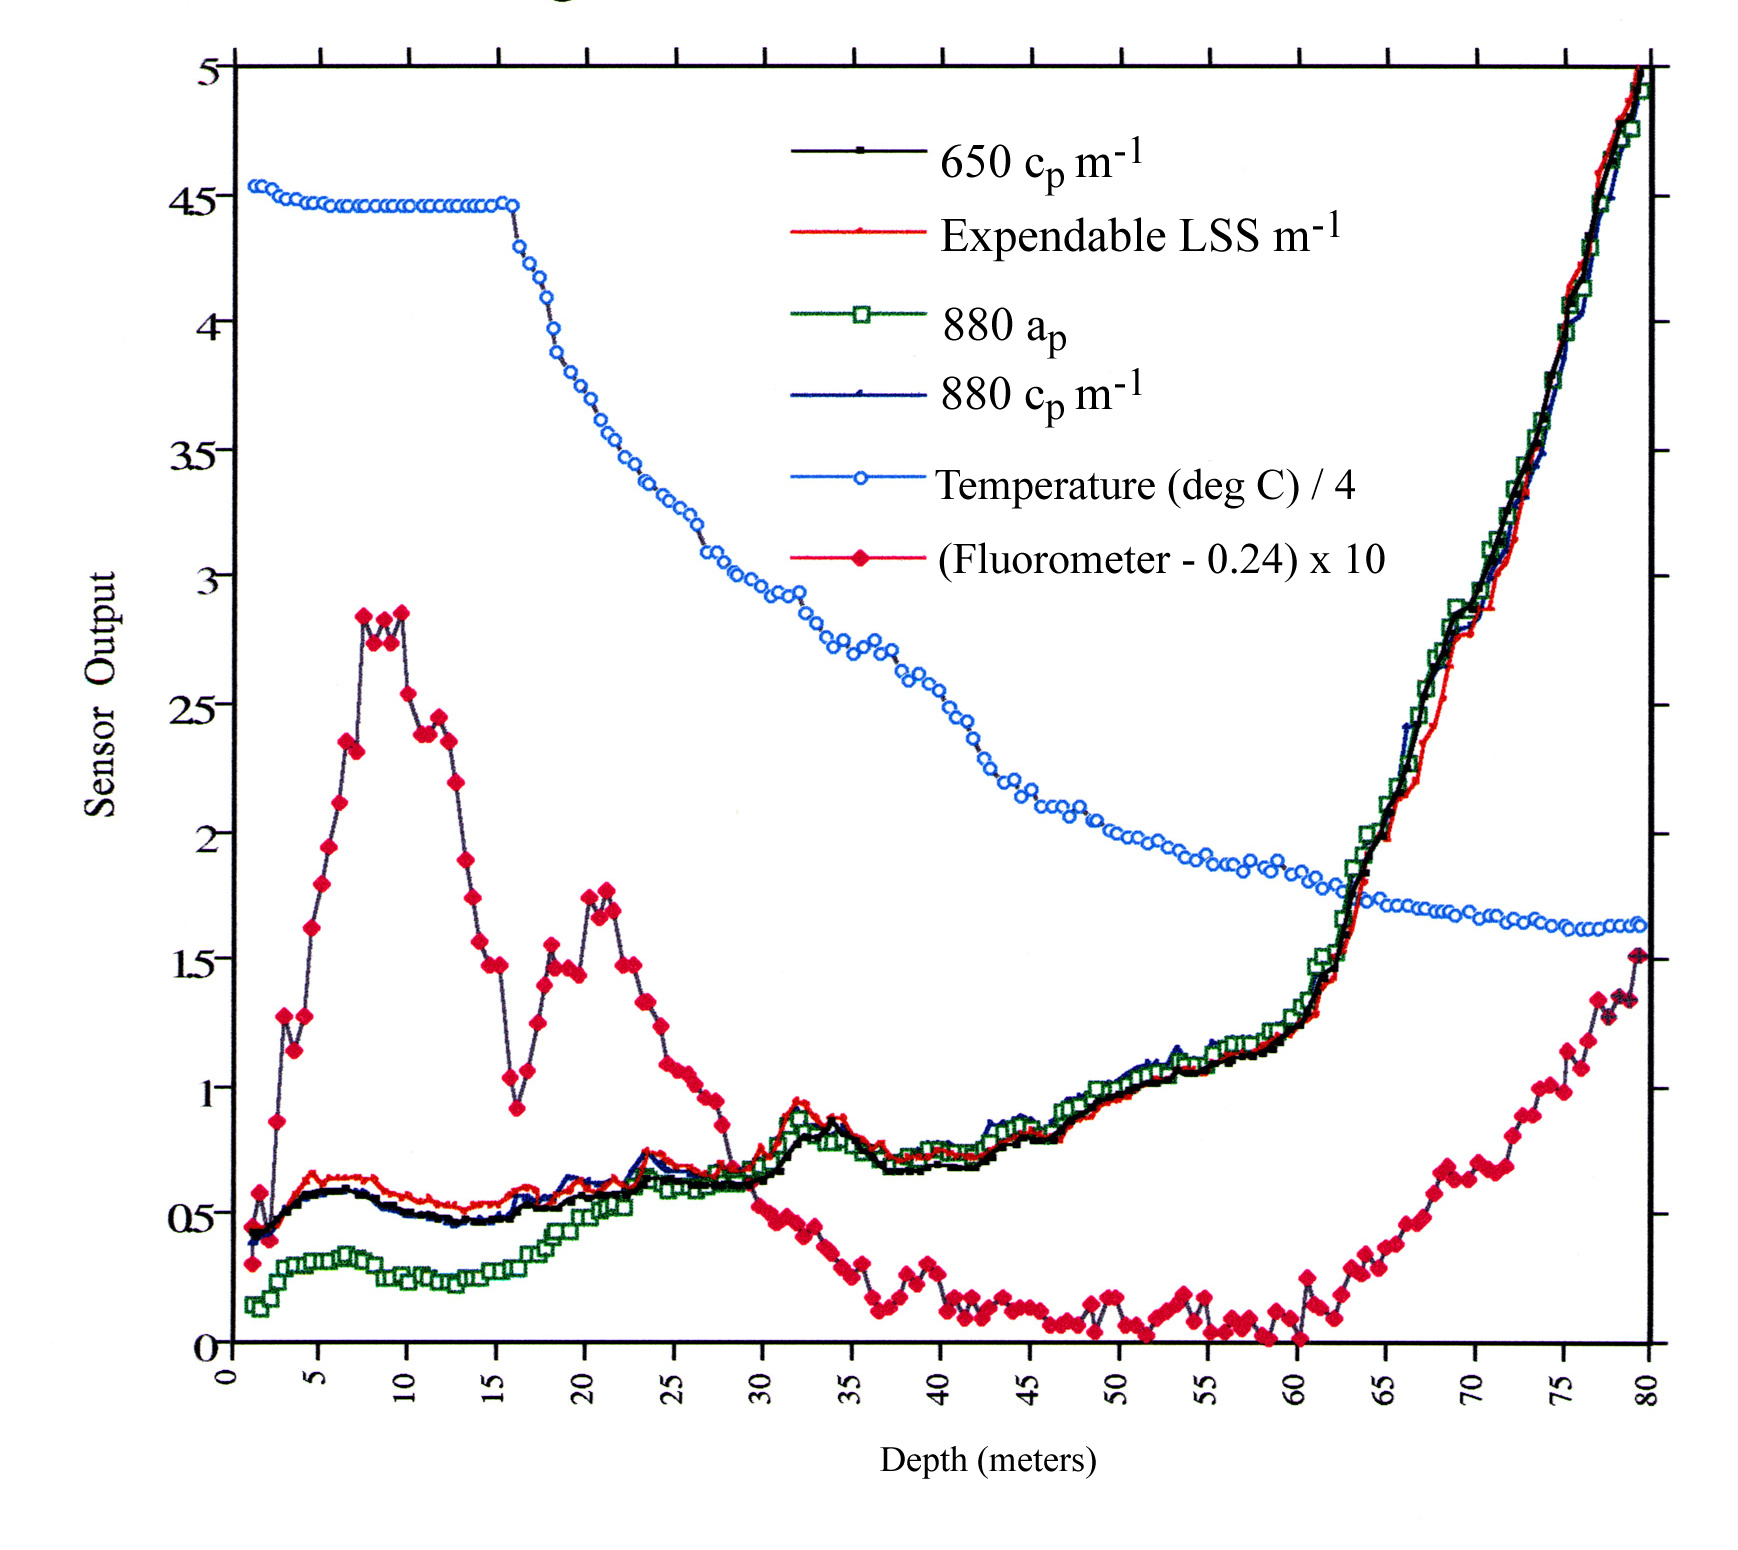 5
4.5
4
3.5
3
2.5
2
1.5
1
0.5
0
650 cp m-1
Expendable LSS m-1
880 ap
880 cp m-1
Temperature (deg C) / 4
(Fluorometer - 0.24) x 10
Sensor Output
0 5 10 15 20 25 30 35 40 45 50 55 60 65 70 75 80
Depth (meters)